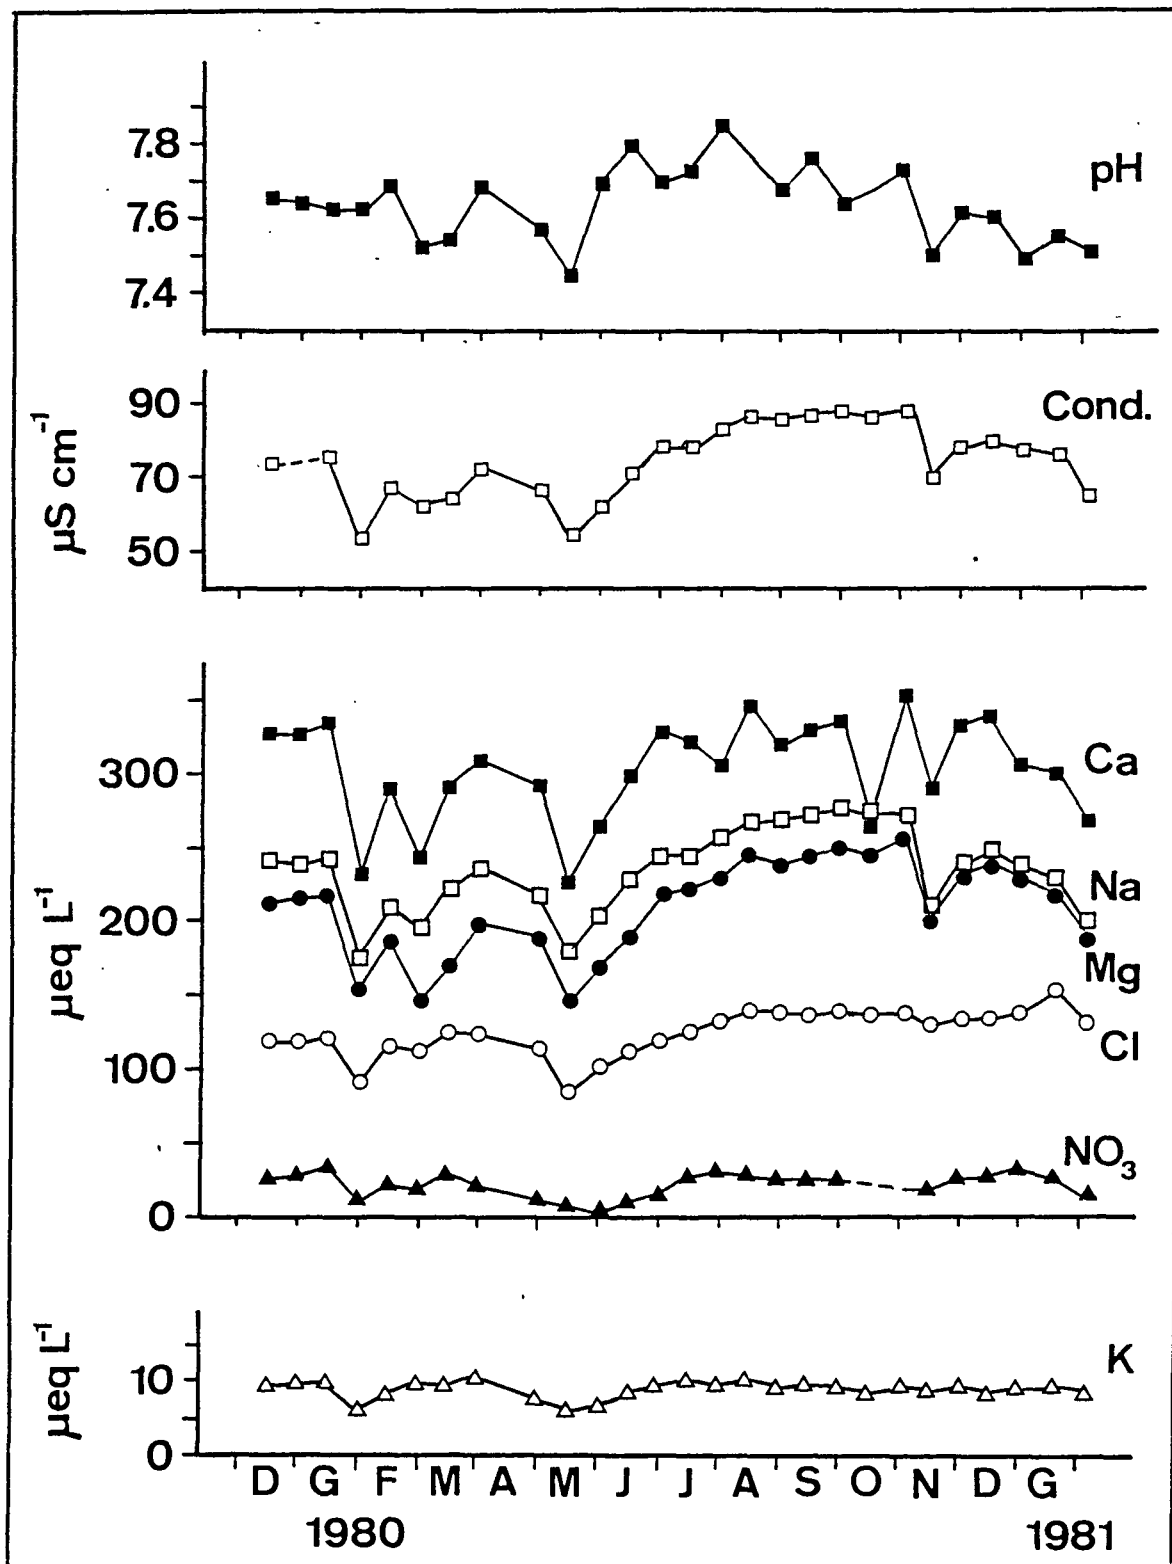 pH
7.8
7.6
7.4
Cond.
µS cm⁻¹
90
70
50
µeq L⁻¹
300
200
100
0
Ca
Na
Mg
Cl
NO₃
µeq L⁻¹
10
0
K
D G F M A M J J A S O N D G
1980 1981